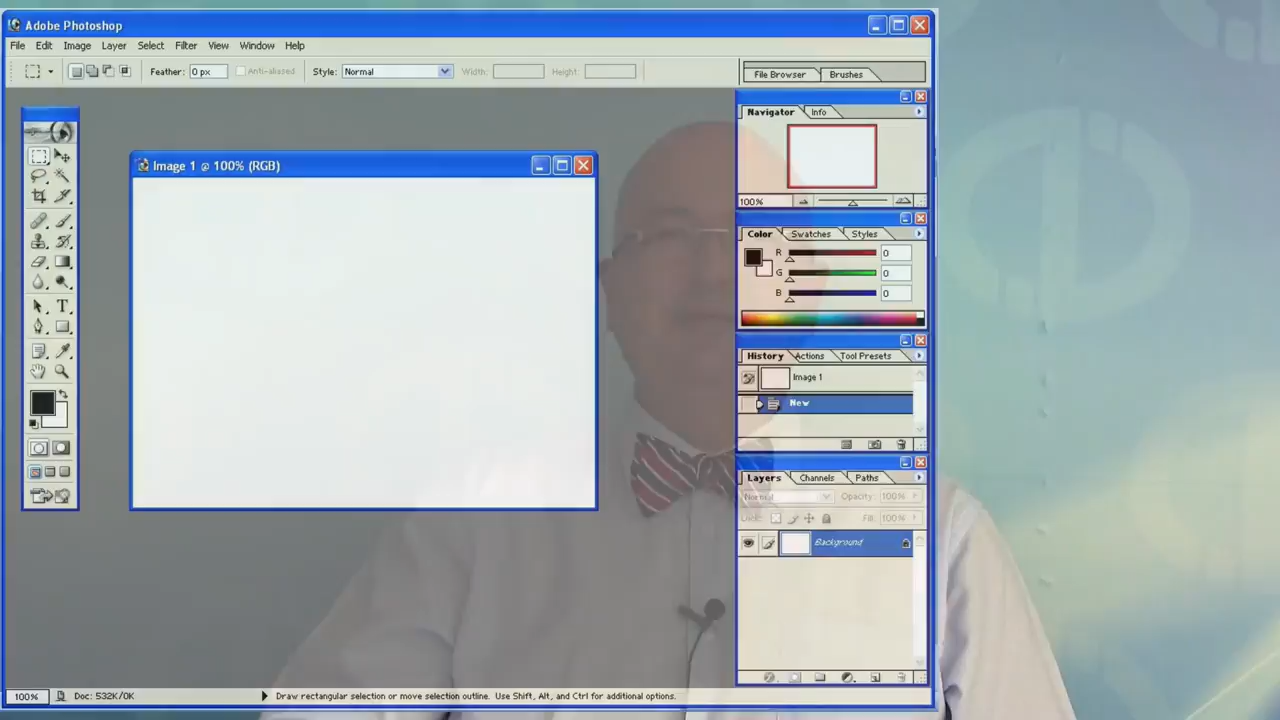 Adobe Photoshop
File Edit Image Layer Select Filter View Window Help
Feather: 0 px Anti-aliased Style: Normal Width: Height: File Browser Brushes
Navigator Info
Image 1 @ 100% (RGB)
100%
Color Swatches Styles
R 0
G 0
B 0
History Actions Tool Presets
Image 1
New
Layers Channels Paths
Normal Opacity: 100%
Lock: Fill: 100%
Background
T
100% Doc: 532K/0K Draw rectangular selection or move selection outline. Use Shift, Alt, and Ctrl for additional options.